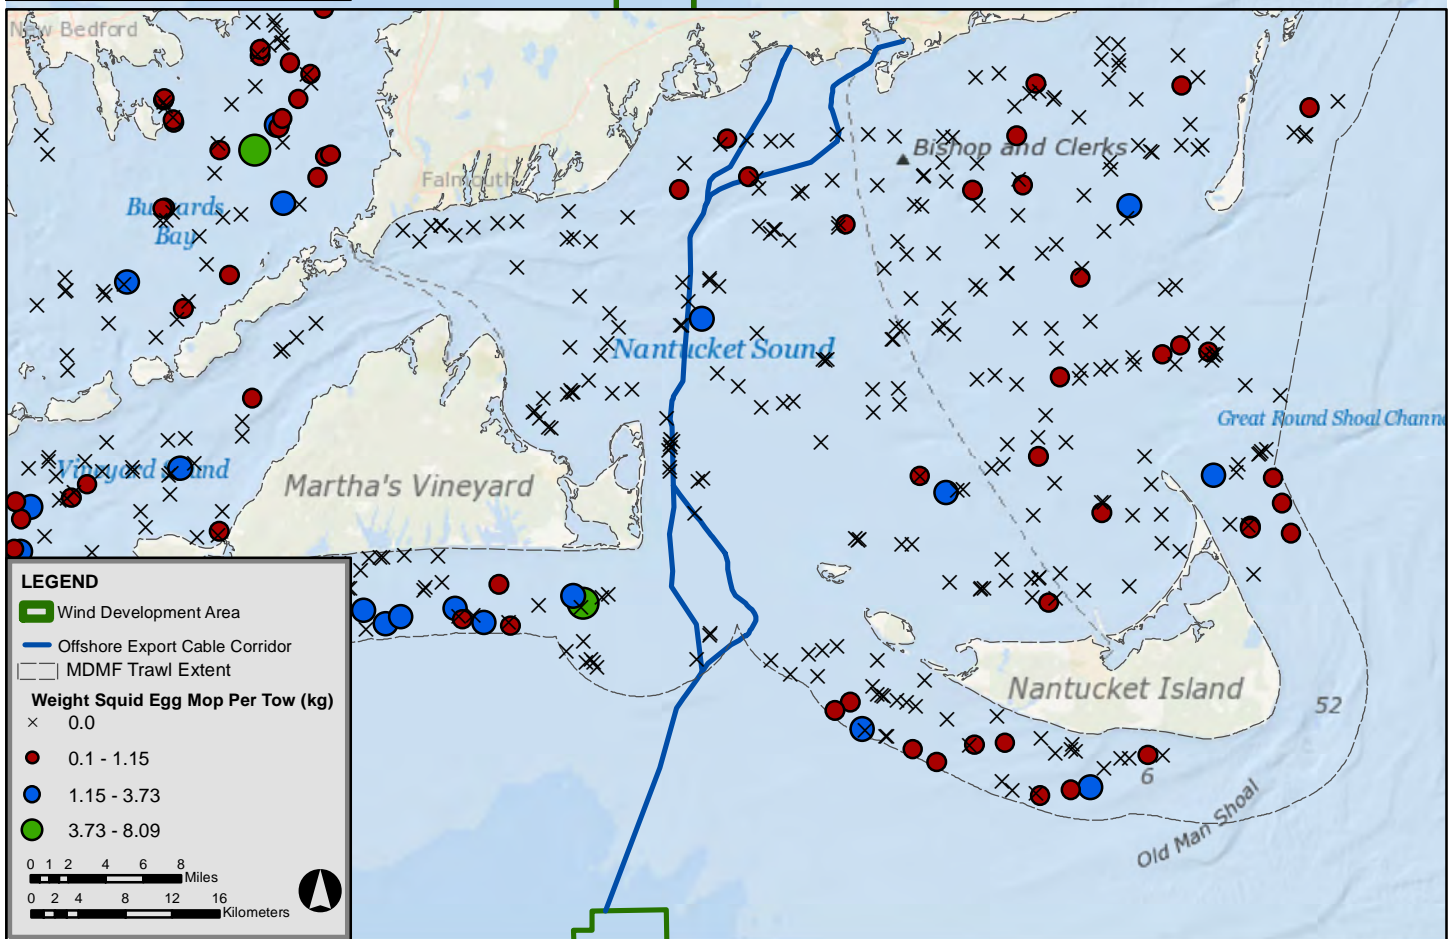 New Bedford
Falmouth
Bishop and Clerks
Buzzards
Bay
Nantucket Sound
Great Round Shoal Channe
Vineyard Sound
Martha's Vineyard
Nantucket Island
52
6
Old Man Shoal
LEGEND
Wind Development Area
Offshore Export Cable Corridor
MDMF Trawl Extent
Weight Squid Egg Mop Per Tow (kg)
0.0
0.1 - 1.15
1.15 - 3.73
3.73 - 8.09
0 1 2 4 6 8
Miles
0 2 4 8 12 16
Kilometers